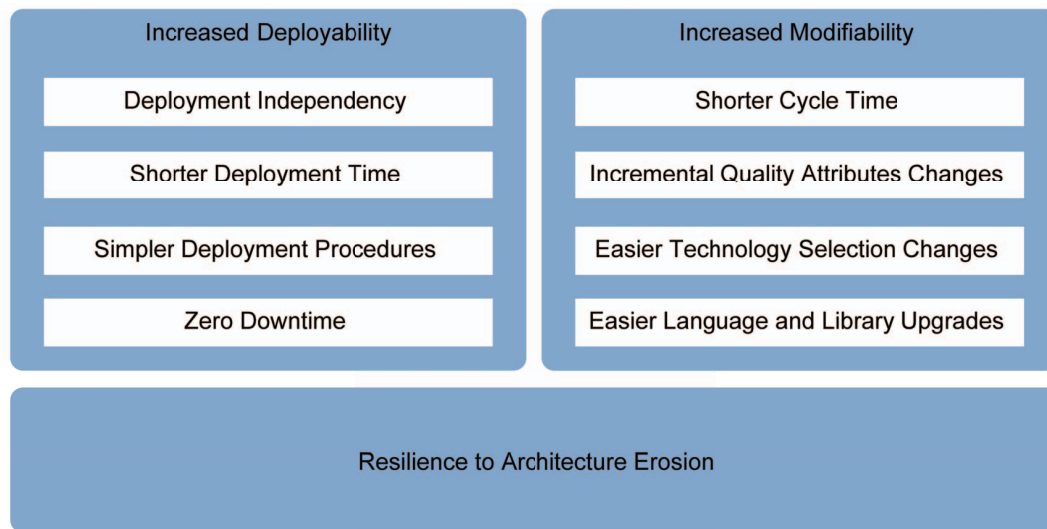 Increased Deployability
Deployment Independency
Shorter Deployment Time
Simpler Deployment Procedures
Zero Downtime
Increased Modifiability
Shorter Cycle Time
Incremental Quality Attributes Changes
Easier Technology Selection Changes
Easier Language and Library Upgrades
Resilience to Architecture Erosion